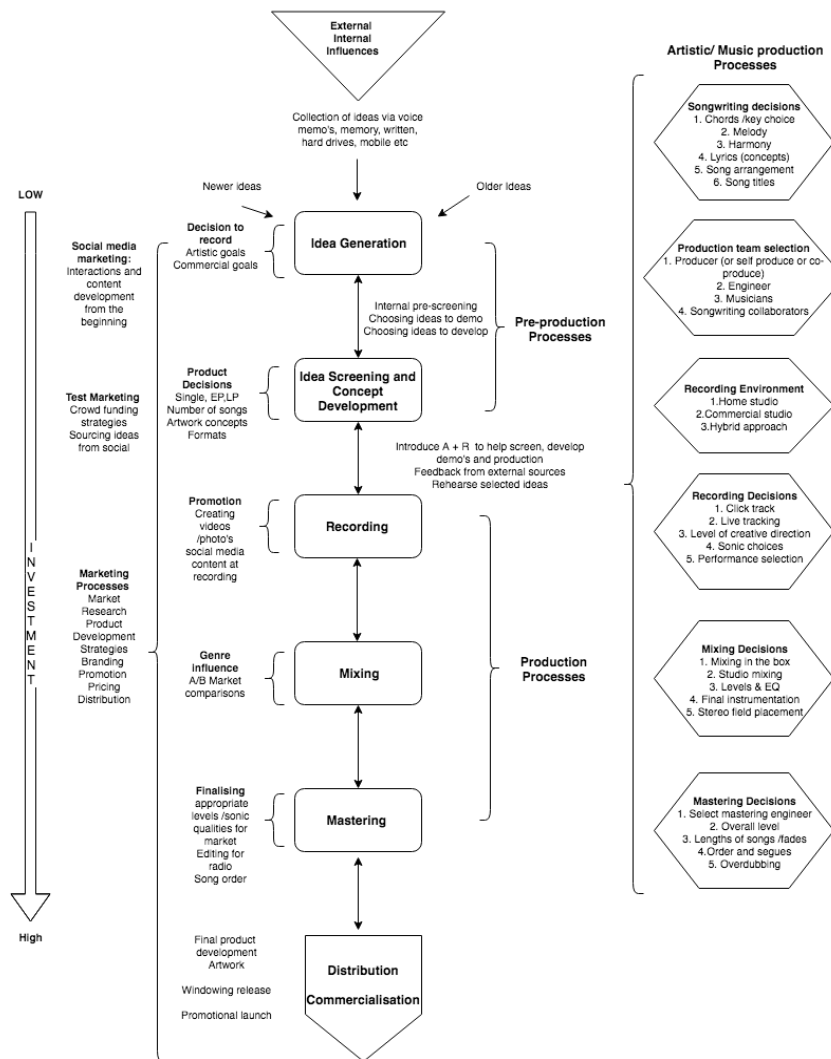 External
Internal
Influences
Collection of ideas via voice
memo's, memory, written,
hard drives, mobile etc
Newer ideas
Older Ideas
LOW
INVESTMENT
High
Social media
marketing:
Interactions and
content
development
from the
beginning
Test Marketing
Crowd funding
strategies
Sourcing ideas
from social
Marketing
Processes
Market
Research
Product
Development
Strategies
Branding
Promotion
Pricing
Distribution
Decision to
record
Artistic goals
Commercial goals
Idea Generation
Internal pre-screening
Choosing ideas to demo
Choosing ideas to develop
Pre-production
Processes
Product
Decisions
Single, EP,LP
Number of songs
Artwork concepts
Formats
Idea Screening and
Concept
Development
Introduce A + R to help screen, develop
demo's and production
Feedback from external sources
Rehearse selected ideas
Promotion
Creating
videos
/photo's
social media
content at
recording
Recording
Genre
influence
A/B Market
comparisons
Mixing
Production
Processes
Finalising
appropriate
levels /sonic
qualities for
market
Editing for
radio
Song order
Mastering
Final product
development
Artwork
Windowing release
Promotional launch
Distribution
Commercialisation
Artistic/ Music production
Processes
Songwriting decisions
1. Chords /key choice
2. Melody
3. Harmony
4. Lyrics (concepts)
5. Song arrangement
6. Song titles
Production team selection
1. Producer (or self produce or co-
produce)
2. Engineer
3. Musicians
4. Songwriting collaborators
Recording Environment
1.Home studio
2.Commercial studio
3.Hybrid approach
Recording Decisions
1. Click track
2. Live tracking
3. Level of creative direction
4. Sonic choices
5. Performance selection
Mixing Decisions
1. Mixing in the box
2. Studio mixing
3. Levels & EQ
4. Final instrumentation
5. Stereo field placement
Mastering Decisions
1. Select mastering engineer
2. Overall level
3. Lengths of songs /fades
4.Order and segues
5. Overdubbing